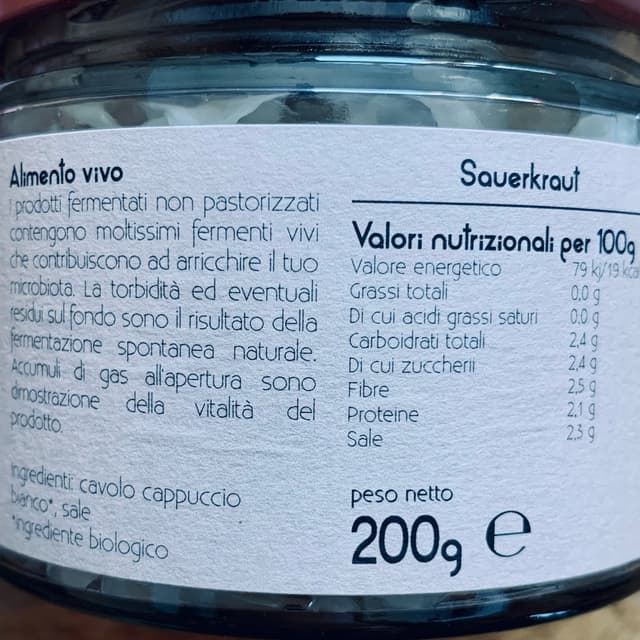 Alimento vivo
I prodotti fermentati non pastorizzati
contengono moltissimi fermenti vivi
che contribuiscono ad arricchire il tuo
microbiota. La torbidità ed eventuali
residui sul fondo sono il risultato della
fermentazione spontanea naturale.
Accumuli di gas all'apertura sono
dimostrazione della vitalità del
prodotto.
Ingredienti: cavolo cappuccio
bianco*, sale
*ingrediente biologico
Sauerkraut
Valori nutrizionali per 100g
Valore energetico 79 kj/19 kcal
Grassi totali 0,0 g
Di cui acidi grassi saturi 0,0 g
Carboidrati totali 2,4 g
Di cui zuccheri 2,4 g
Fibre 2,5 g
Proteine 2,1 g
Sale 2,3 g
peso netto
200g e